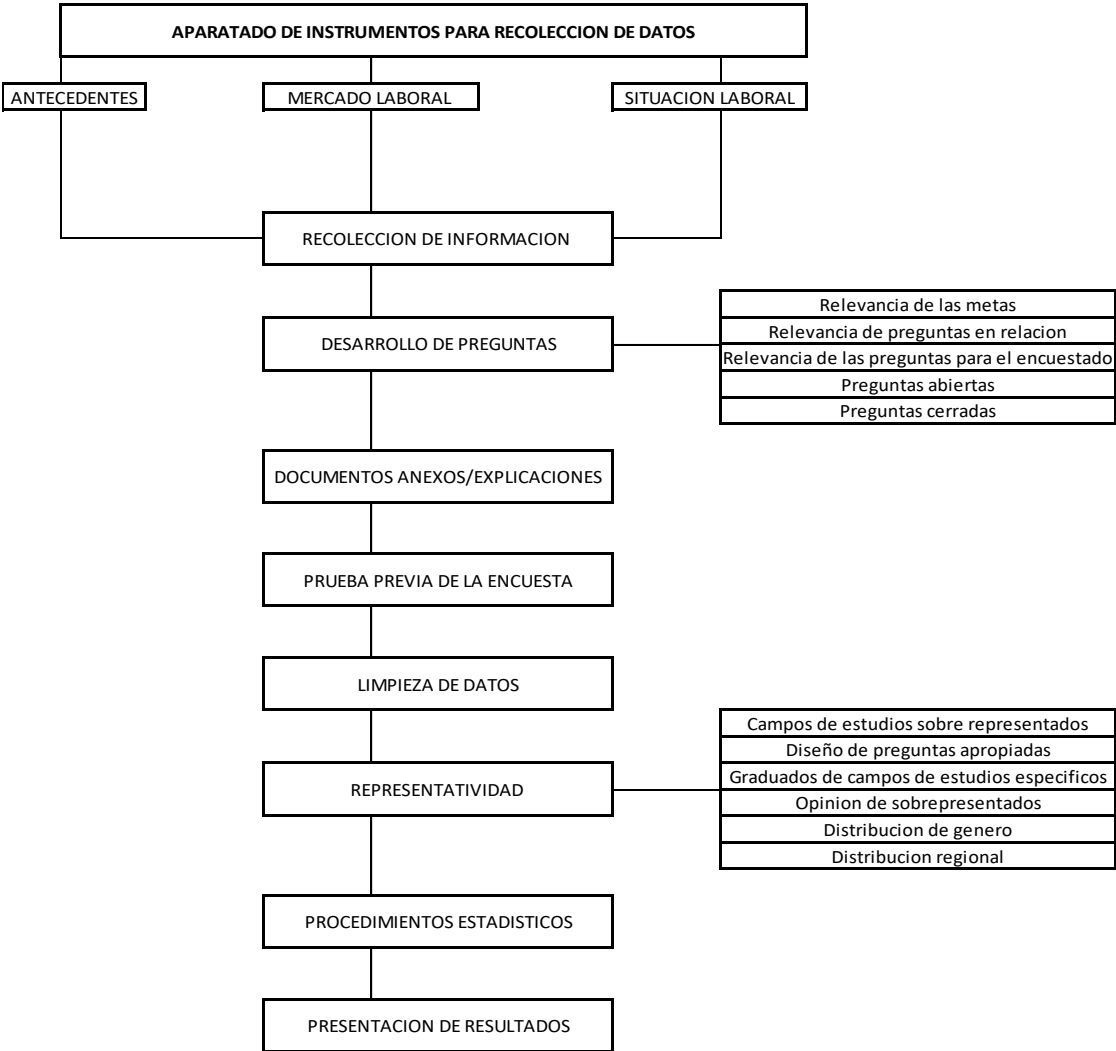 APARATADO DE INSTRUMENTOS PARA RECOLECCION DE DATOS
ANTECEDENTES
MERCADO LABORAL
SITUACION LABORAL
RECOLECCION DE INFORMACION
DESARROLLO DE PREGUNTAS
Relevancia de las metas
Relevancia de preguntas en relacion
Relevancia de las preguntas para el encuestado
Preguntas abiertas
Preguntas cerradas
DOCUMENTOS ANEXOS/EXPLICACIONES
PRUEBA PREVIA DE LA ENCUESTA
LIMPIEZA DE DATOS
REPRESENTATIVIDAD
Campos de estudios sobre representados
Diseño de preguntas apropiadas
Graduados de campos de estudios especificos
Opinion de sobrepresentados
Distribucion de genero
Distribucion regional
PROCEDIMIENTOS ESTADISTICOS
PRESENTACION DE RESULTADOS